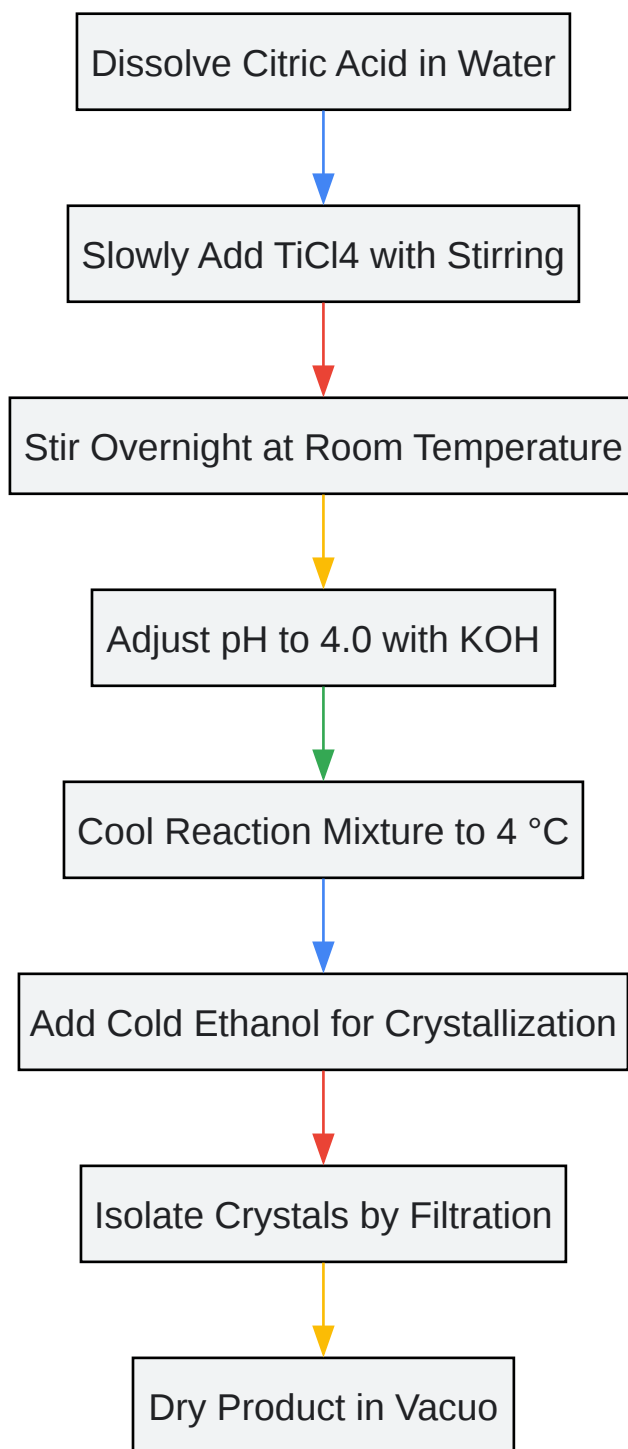 Dissolve Citric Acid in Water
Slowly Add TiCl4 with Stirring
Stir Overnight at Room Temperature
Adjust pH to 4.0 with KOH
Cool Reaction Mixture to 4 °C
Add Cold Ethanol for Crystallization
Isolate Crystals by Filtration
Dry Product in Vacuo